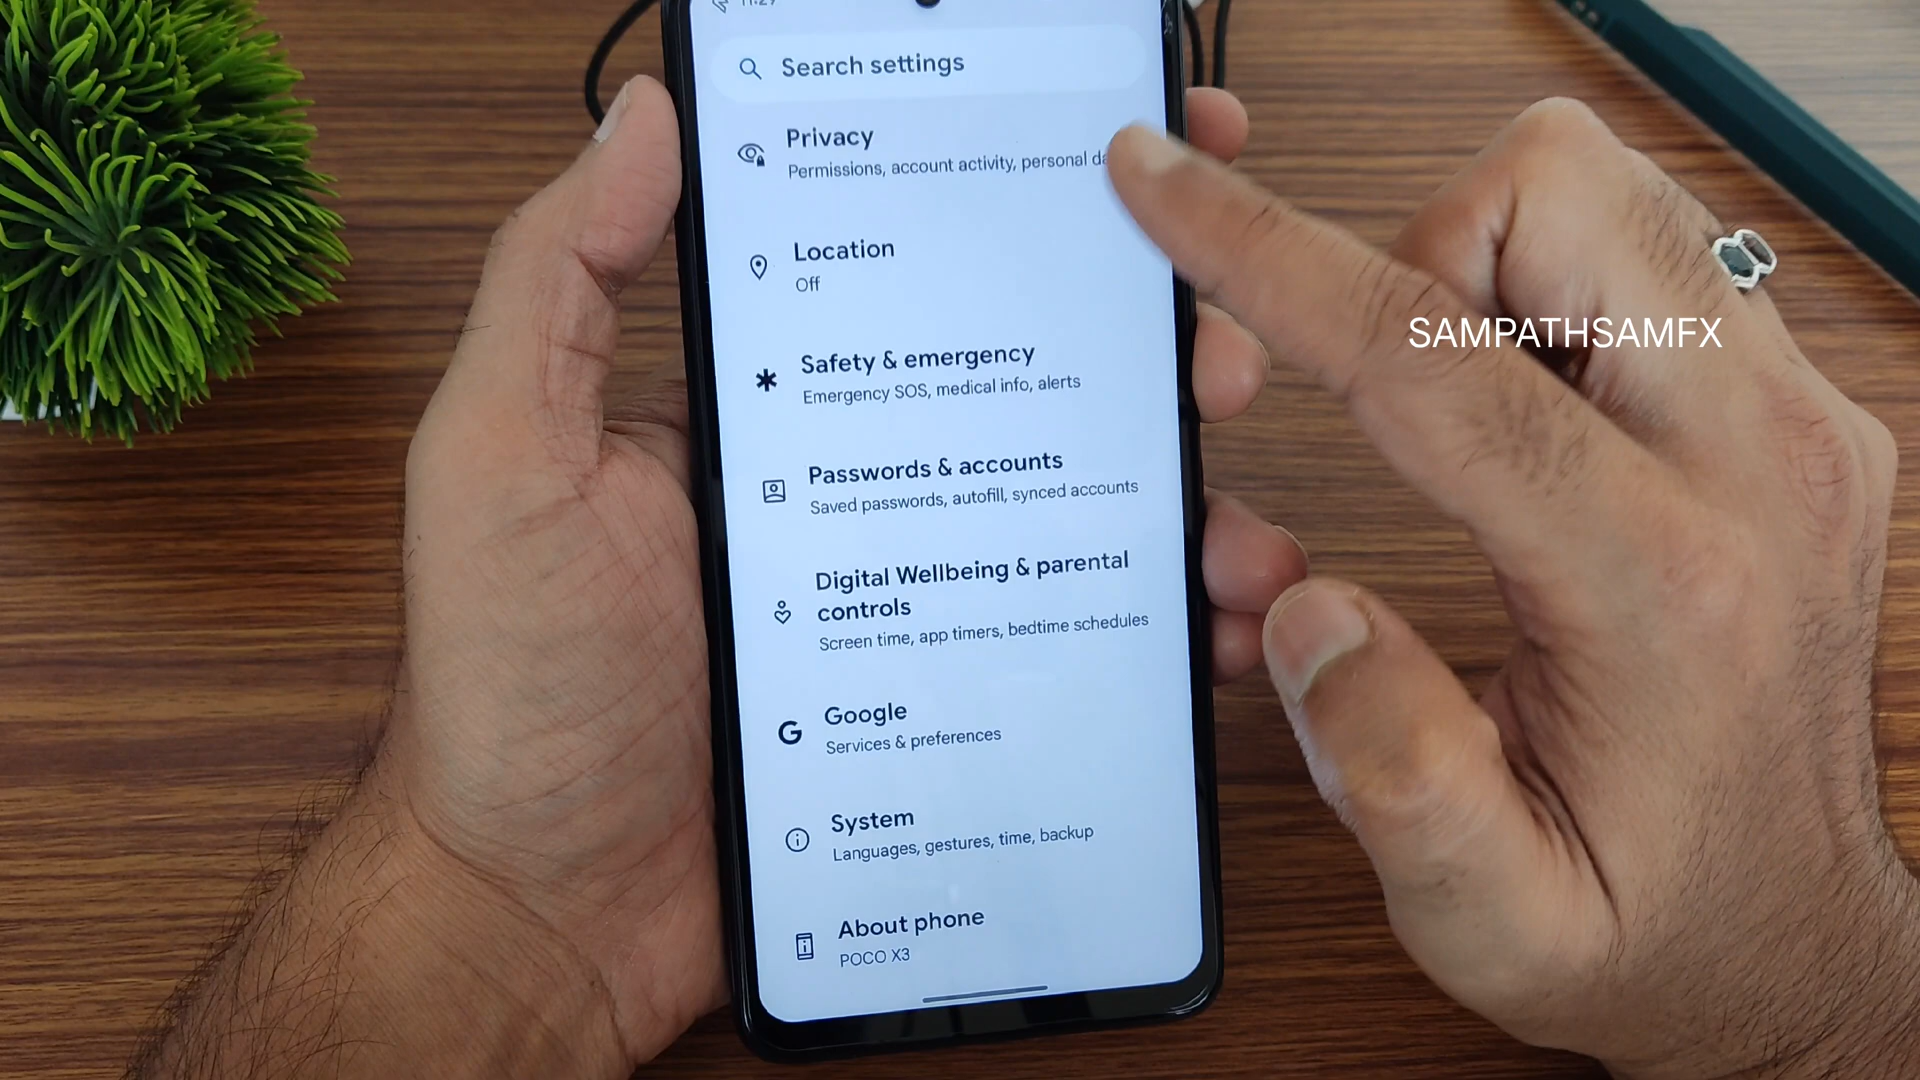 Search settings
Privacy
Permissions, account activity, personal
Location
Off
Safety & emergency
Emergency SOS, medical info, alerts
Passwords & accounts
Saved passwords, autofill, synced accounts
Digital Wellbeing & parental
controls
Screen time, app timers, bedtime schedules
Google
Services & preferences
System
Languages, gestures, time, backup
About phone
POCO X3
SAMPATHSAMFX